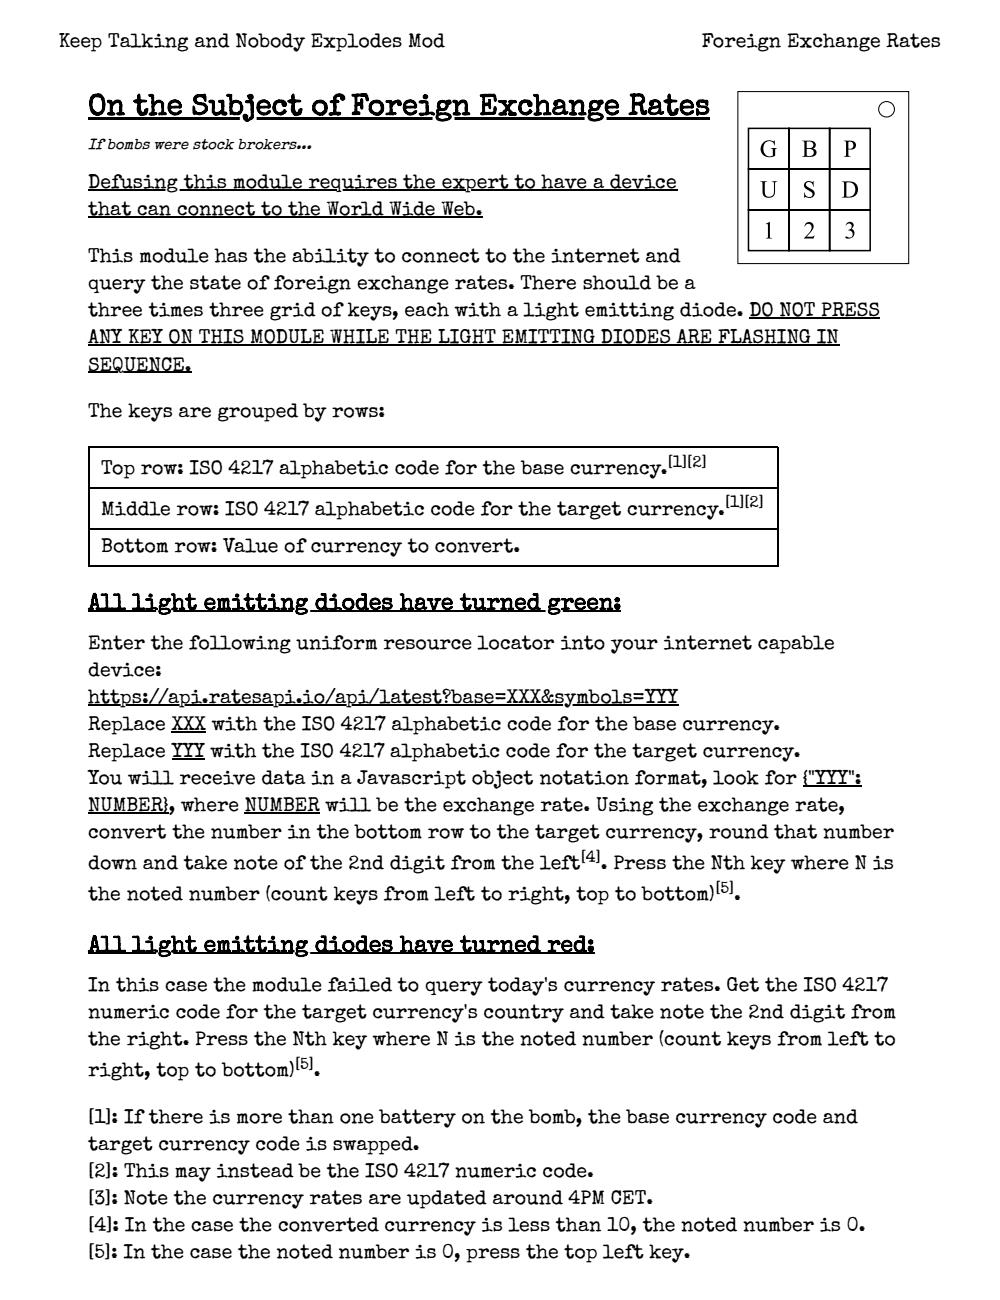 Keep Talking and Nobody Explodes Mod
Foreign Exchange Rates
On the Subject of Foreign Exchange Rates
If bombs were stock brokers...
Defusing this module requires the expert to have a device
that can connect to the World Wide Web.
G B P
U S D
1 2 3
This module has the ability to connect to the internet and
query the state of foreign exchange rates. There should be a
three times three grid of keys, each with a light emitting diode. DO NOT PRESS
ANY KEY ON THIS MODULE WHILE THE LIGHT EMITTING DIODES ARE FLASHING IN
SEQUENCE.
The keys are grouped by rows:
Top row: ISO 4217 alphabetic code for the base currency.[1][2]
Middle row: ISO 4217 alphabetic code for the target currency.[1][2]
Bottom row: Value of currency to convert.
All light emitting diodes have turned green:
Enter the following uniform resource locator into your internet capable
device:
https://api.ratesapi.io/api/latest?base=XXX&symbols=YYY
Replace XXX with the ISO 4217 alphabetic code for the base currency.
Replace YYY with the ISO 4217 alphabetic code for the target currency.
You will receive data in a Javascript object notation format, look for {"YYY":
NUMBER}, where NUMBER will be the exchange rate. Using the exchange rate,
convert the number in the bottom row to the target currency, round that number
down and take note of the 2nd digit from the left[4]. Press the Nth key where N is
the noted number (count keys from left to right, top to bottom)[5].
All light emitting diodes have turned red:
In this case the module failed to query today's currency rates. Get the ISO 4217
numeric code for the target currency's country and take note the 2nd digit from
the right. Press the Nth key where N is the noted number (count keys from left to
right, top to bottom)[5].
[1]: If there is more than one battery on the bomb, the base currency code and
target currency code is swapped.
[2]: This may instead be the ISO 4217 numeric code.
[3]: Note the currency rates are updated around 4PM CET.
[4]: In the case the converted currency is less than 10, the noted number is 0.
[5]: In the case the noted number is 0, press the top left key.